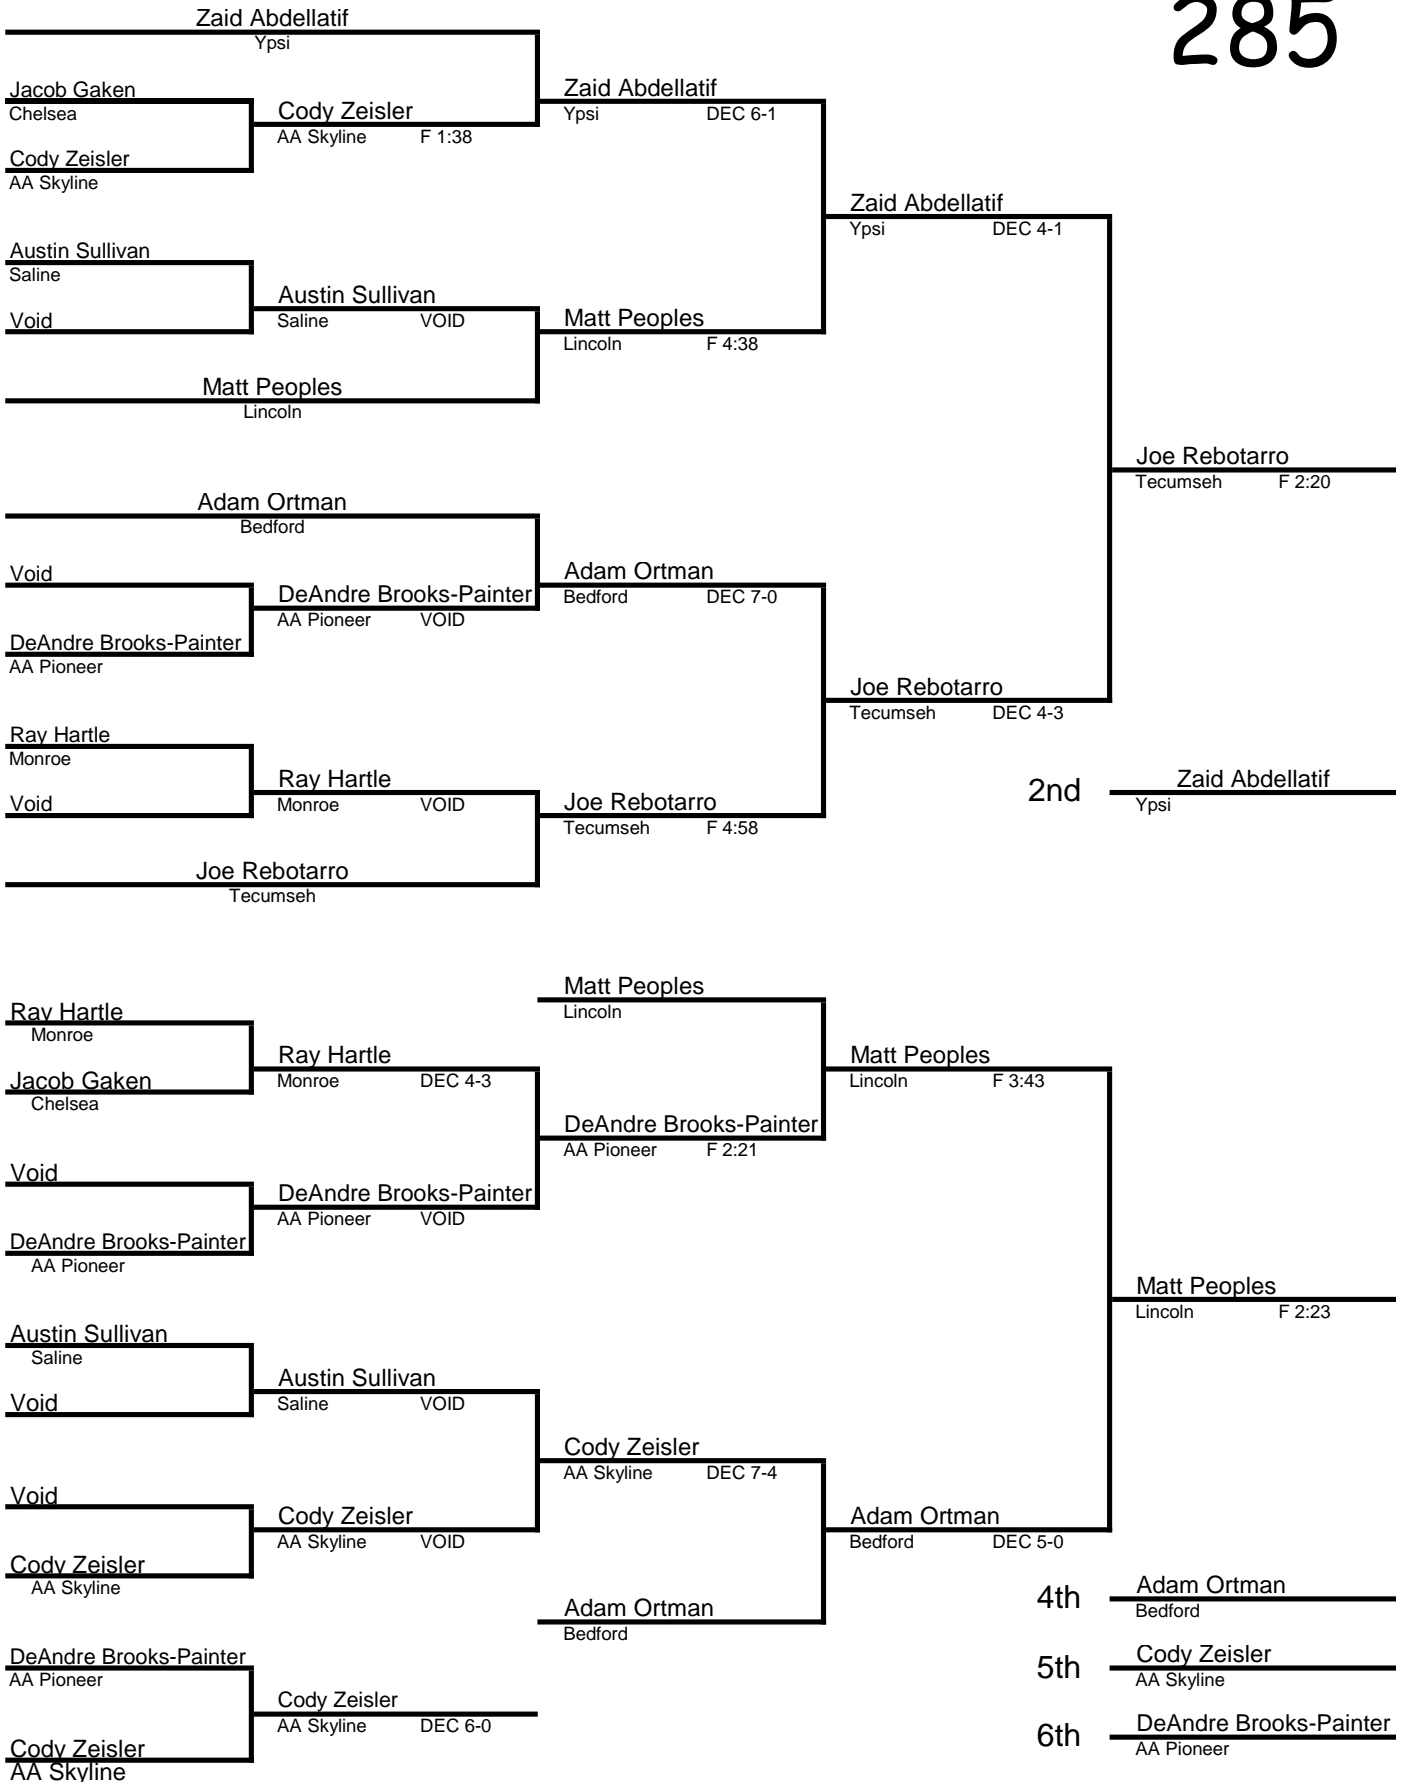 285
Zaid Abdellatif
Ypsi
Jacob Gaken
Chelsea
Cody Zeisler
AA Skyline F 1:38
Cody Zeisler
AA Skyline
Zaid Abdellatif
Ypsi DEC 6-1
Austin Sullivan
Saline
Void
Austin Sullivan
Saline VOID
Matt Peoples
Lincoln
Matt Peoples
Lincoln F 4:38
Zaid Abdellatif
Ypsi DEC 4-1
Adam Ortman
Bedford
Void
DeAndre Brooks-Painter
AA Pioneer
DeAndre Brooks-Painter
AA Pioneer VOID
Adam Ortman
Bedford DEC 7-0
Ray Hartle
Monroe
Void
Ray Hartle
Monroe VOID
Joe Rebotarro
Tecumseh
Joe Rebotarro
Tecumseh F 4:58
Joe Rebotarro
Tecumseh DEC 4-3
Joe Rebotarro
Tecumseh F 2:20
2nd Zaid Abdellatif
Ypsi
Ray Hartle
Monroe
Jacob Gaken
Chelsea
Ray Hartle
Monroe DEC 4-3
Void
DeAndre Brooks-Painter
AA Pioneer
DeAndre Brooks-Painter
AA Pioneer VOID
Matt Peoples
Lincoln
DeAndre Brooks-Painter
AA Pioneer F 2:21
Matt Peoples
Lincoln F 3:43
Austin Sullivan
Saline
Void
Austin Sullivan
Saline VOID
Void
Cody Zeisler
AA Skyline
Cody Zeisler
AA Skyline VOID
Cody Zeisler
AA Skyline DEC 7-4
Adam Ortman
Bedford
Adam Ortman
Bedford DEC 5-0
Matt Peoples
Lincoln F 2:23
DeAndre Brooks-Painter
AA Pioneer
Cody Zeisler
AA Skyline
Cody Zeisler
AA Skyline DEC 6-0
4th Adam Ortman
Bedford
5th Cody Zeisler
AA Skyline
6th DeAndre Brooks-Painter
AA Pioneer